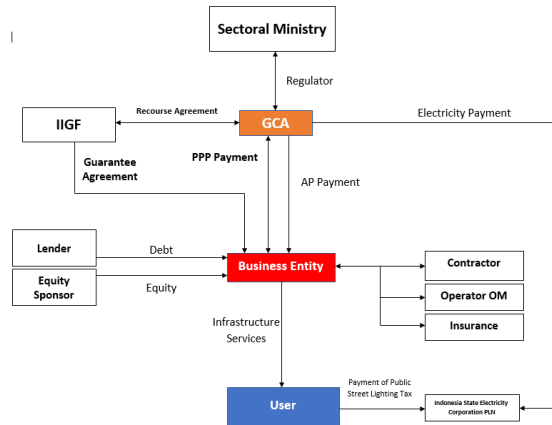 Sectoral Ministry
Regulator
Recourse Agreement
Electricity Payment
IIGF
GCA
Guarantee
Agreement
PPP Payment
AP Payment
Lender
Debt
Equity
Sponsor
Equity
Business Entity
Contractor
Operator OM
Insurance
Infrastructure
Services
User
Payment of Public
Street Lighting Tax
Indonesia State Electricity
Corporation PLN